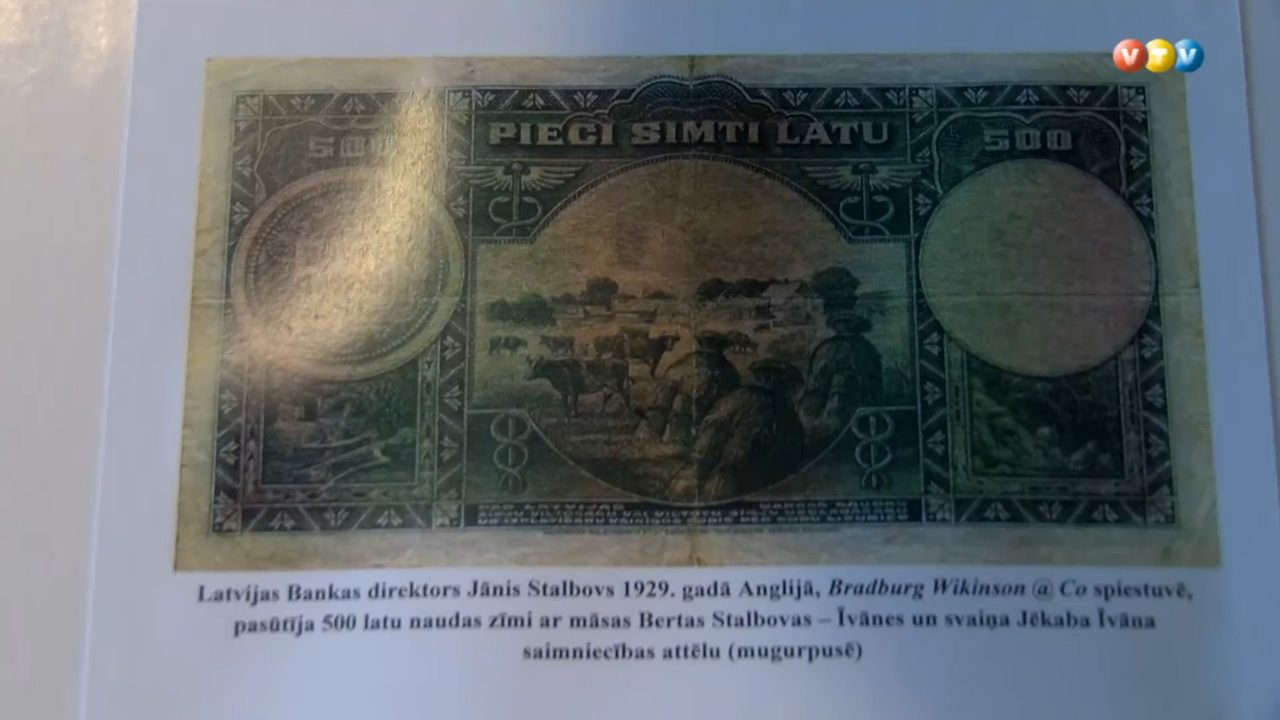 VTV
PIECI SIMTI LATU
500
500
Latvijas Bankas direktors Jānis Stalbovs 1929. gadā Anglijā, Bradburg Wikinson @ Co spiestuvē,
pasūtīja 500 latu naudas zīmi ar māsas Bertas Stalbovas – Īvānes un svaiņa Jēkaba Īvāna
saimniecības attēlu (mugurpusē)